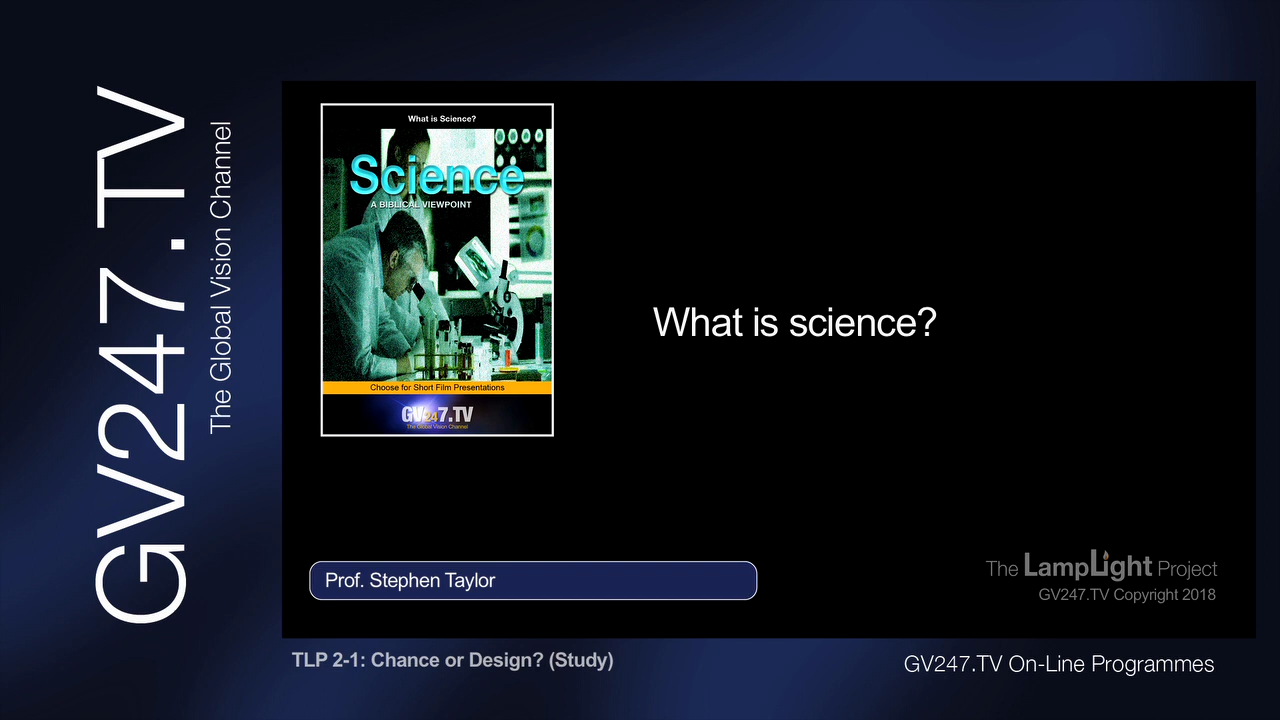 GV247.TV
The Global Vision Channel
What is Science?
Science
A BIBLICAL VIEWPOINT
Choose for Short Film Presentations
GV247.TV
The Global Vision Channel
What is science?
Prof. Stephen Taylor
The LampLight Project
GV247.TV Copyright 2018
TLP 2-1: Chance or Design? (Study)
GV247.TV On-Line Programmes